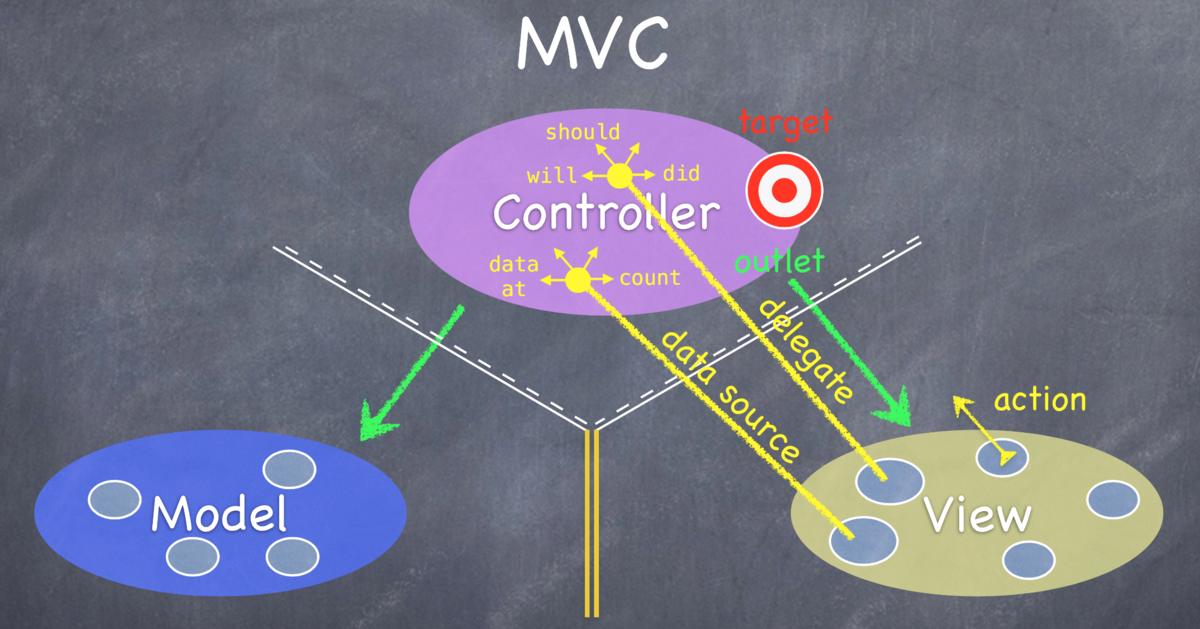 MVC
target
should
will
did
Controller
data
at
count
outlet
delegate
data source
action
Model
View